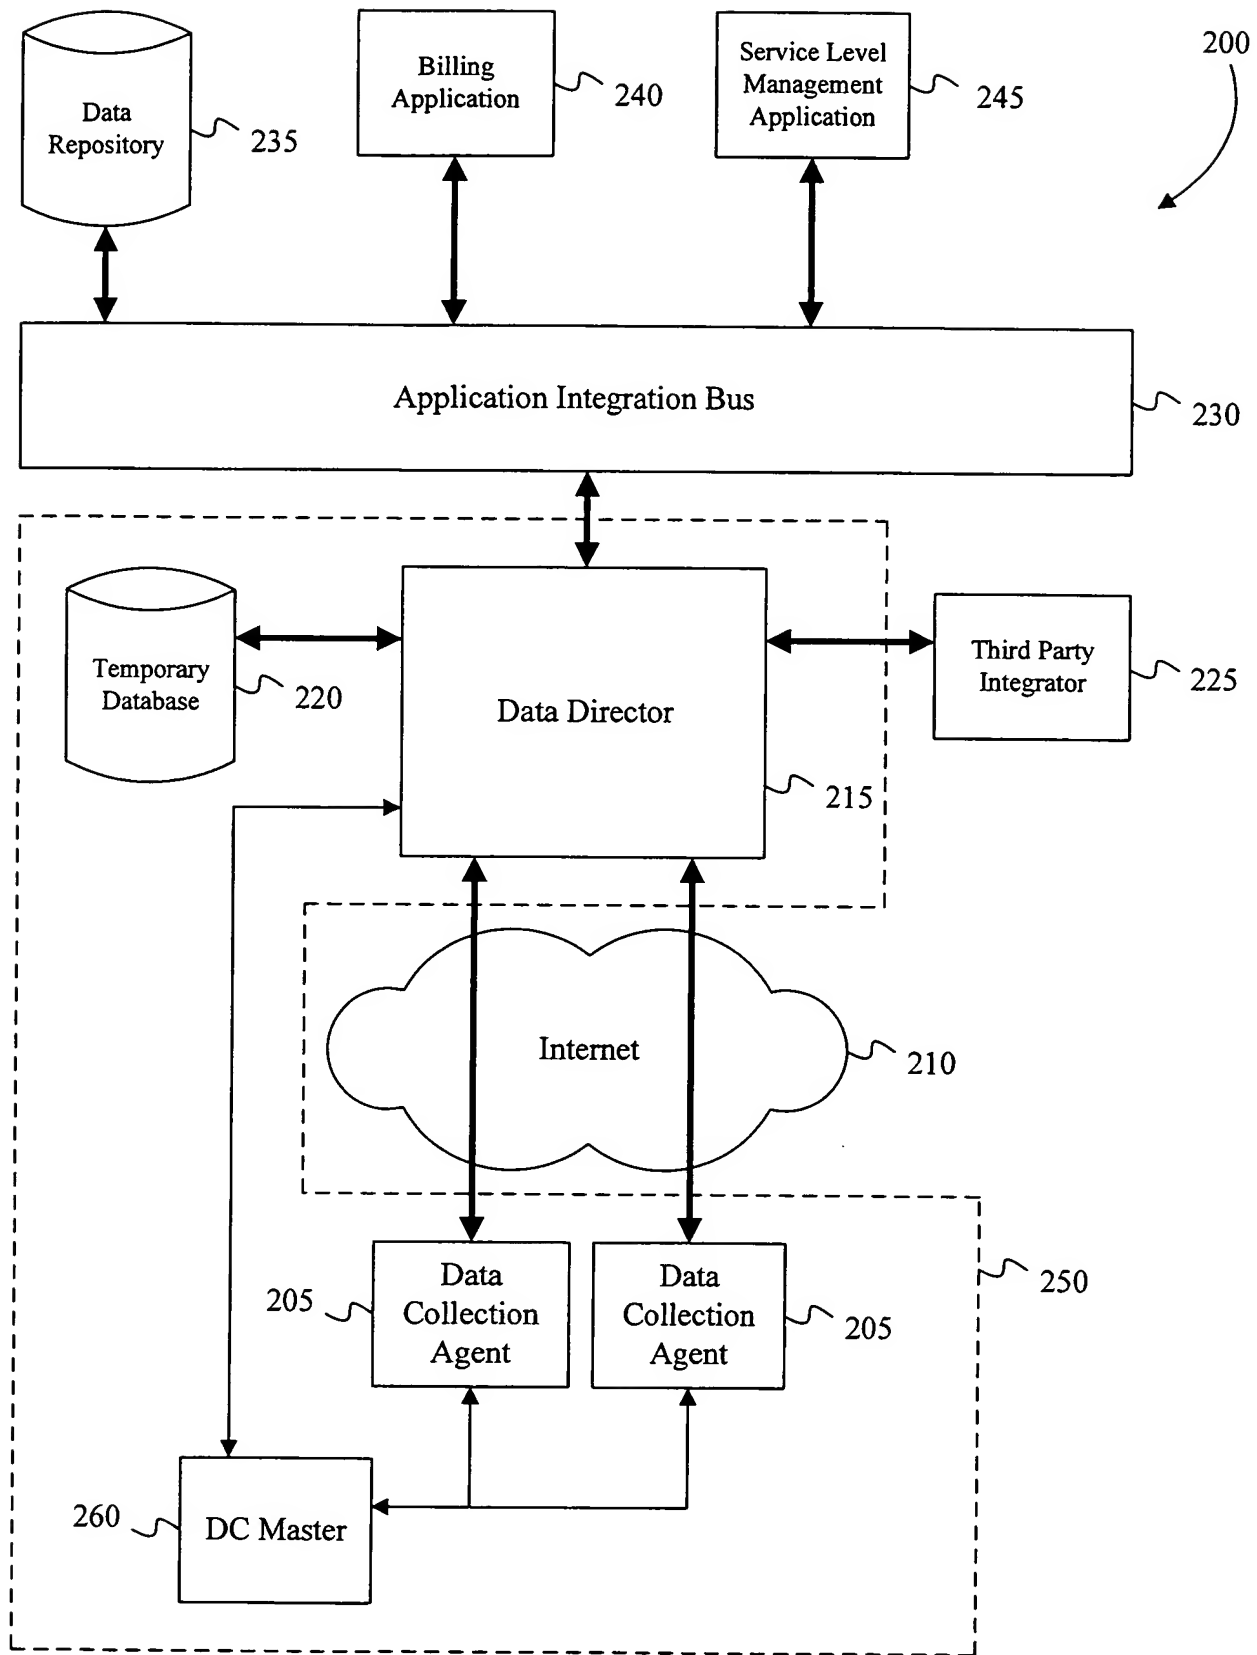 Data
Repository
235
Billing
Application
240
Service Level
Management
Application
245
200
Application Integration Bus
230
Temporary
Database
220
Data Director
215
Third Party
Integrator
225
Internet
210
205
Data
Collection
Agent
Data
Collection
Agent
205
250
260
DC Master